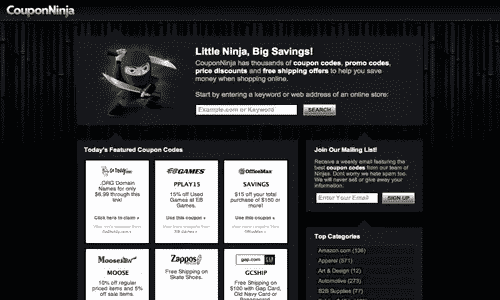 CouponNinja
Little Ninja, Big Savings!
CouponNinja has thousands of coupon codes, promo codes,
price discounts and free shipping offers to help you save
money when shopping online.
Start by entering a keyword or web address of an online store:
Example.com or Keyword
SEARCH
Today's Featured Coupon Codes
Go Daddy.com
.ORG Domain
Names for only
$6.99 through this
link!
Click here to claim »
GAMES
PPLAY15
15% off Used
Games at EB
Games.
Use this coupon »
OfficeMax
SAVINGS
$15 off your total
purchase of $150 or
more!
Use this coupon »
MOOSE
10% off regular
priced items and 5%
off sale items.
Zappos
Free Shipping on
Skate Shoes.
gap.com
GAP
GCSHIP
Free Shipping on
$100 with Gap Card,
Old Navy Card or
Join Our Mailing List!
Receive a weekly email featuring the
best coupon codes from our team of
Ninjas. Dont worry we hate spam too.
We will never sell or give away your
information.
Enter Your Email
SIGN UP
Top Categories
Amazon.com (136)
Apparel (571)
Art & Design (12)
Automotive (273)
B2B Supplies (77)